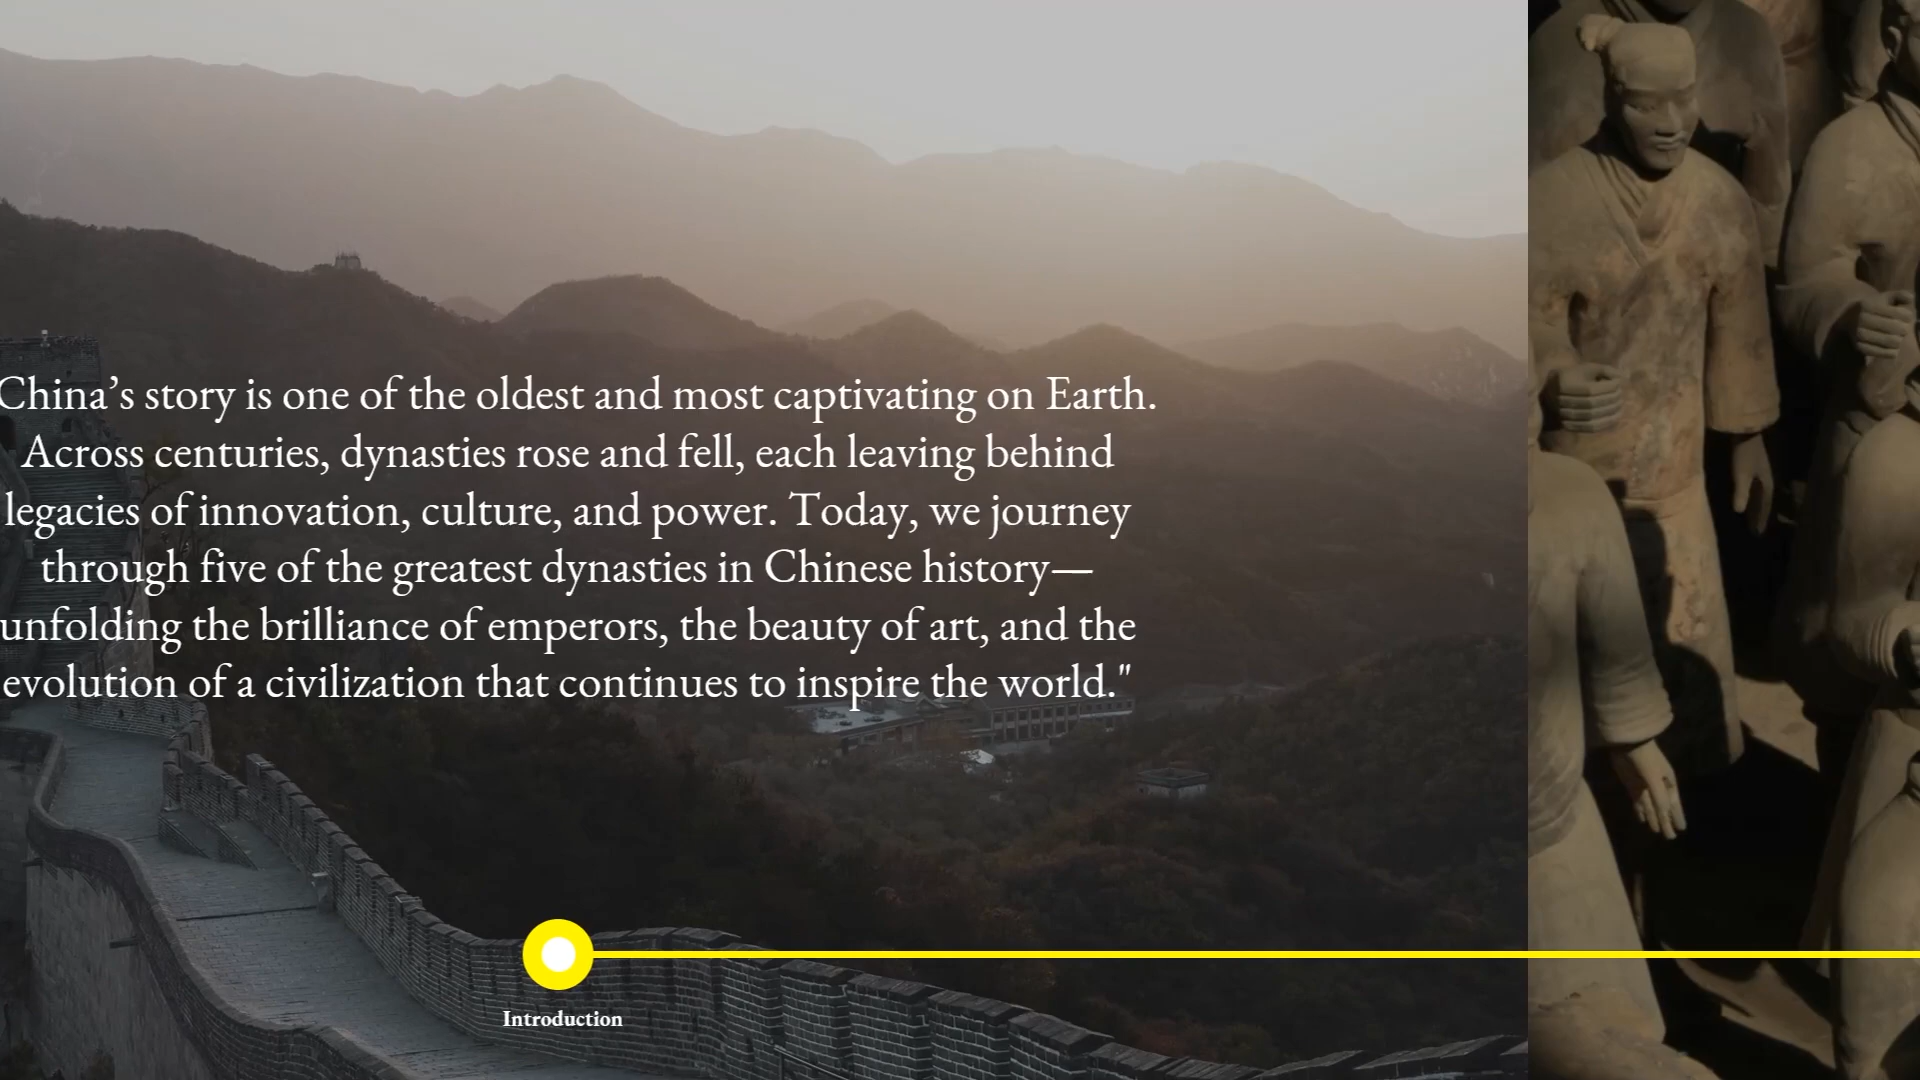 China’s story is one of the oldest and most captivating on Earth.
Across centuries, dynasties rose and fell, each leaving behind
legacies of innovation, culture, and power. Today, we journey
through five of the greatest dynasties in Chinese history—
unfolding the brilliance of emperors, the beauty of art, and the
evolution of a civilization that continues to inspire the world."
Introduction